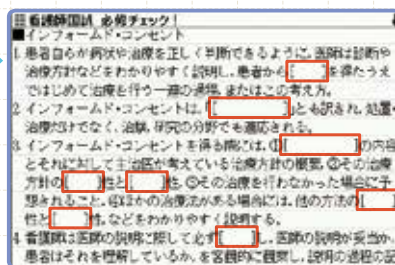 看護師国試 必修チェック！
■インフォームド・コンセント
1. 患者自らが病状や治療を正しく判断できるように、医師は診断や
治療方針などをわかりやすく説明し、患者から[　]を得たうえ
ではじめて治療を行う一連の過程、またはこの考え方。
2. インフォームド・コンセントは、「[　]」とも訳され、処置・
治療だけでなく、治験、研究の分野でも適応される。
3. インフォームド・コンセントを得る際には、①[　]の内容
とそれに対して主治医が考えている治療方針の概要、②その治療
方針の[　]性と[　]性、③その治療を行わなかった場合に予
想されること、④ほかの治療法がある場合には、他の方法の[　]
性と[　]性、などをわかりやすく説明する。
4. 看護師は医師の説明に際して必ず[　]し、医師の説明が妥当か、
患者はそれを理解しているか、を客観的に観察し、説明の過程の記